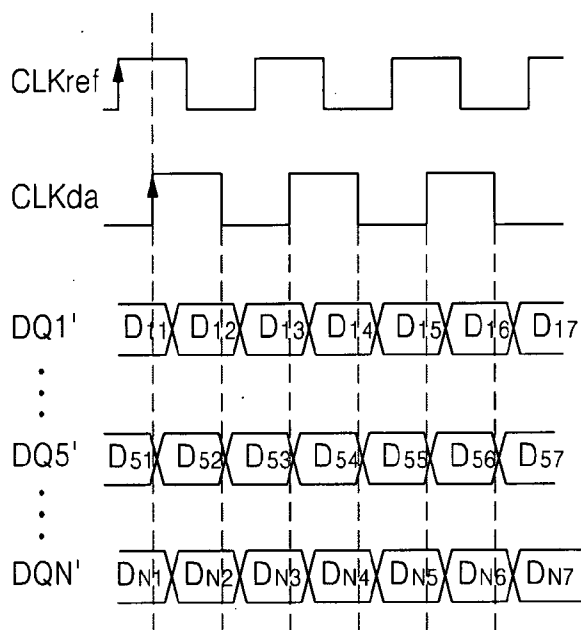 CLKref
CLKda
DQ1' D11 D12 D13 D14 D15 D16 D17
DQ5' D51 D52 D53 D54 D55 D56 D57
DQN' DN1 DN2 DN3 DN4 DN5 DN6 DN7